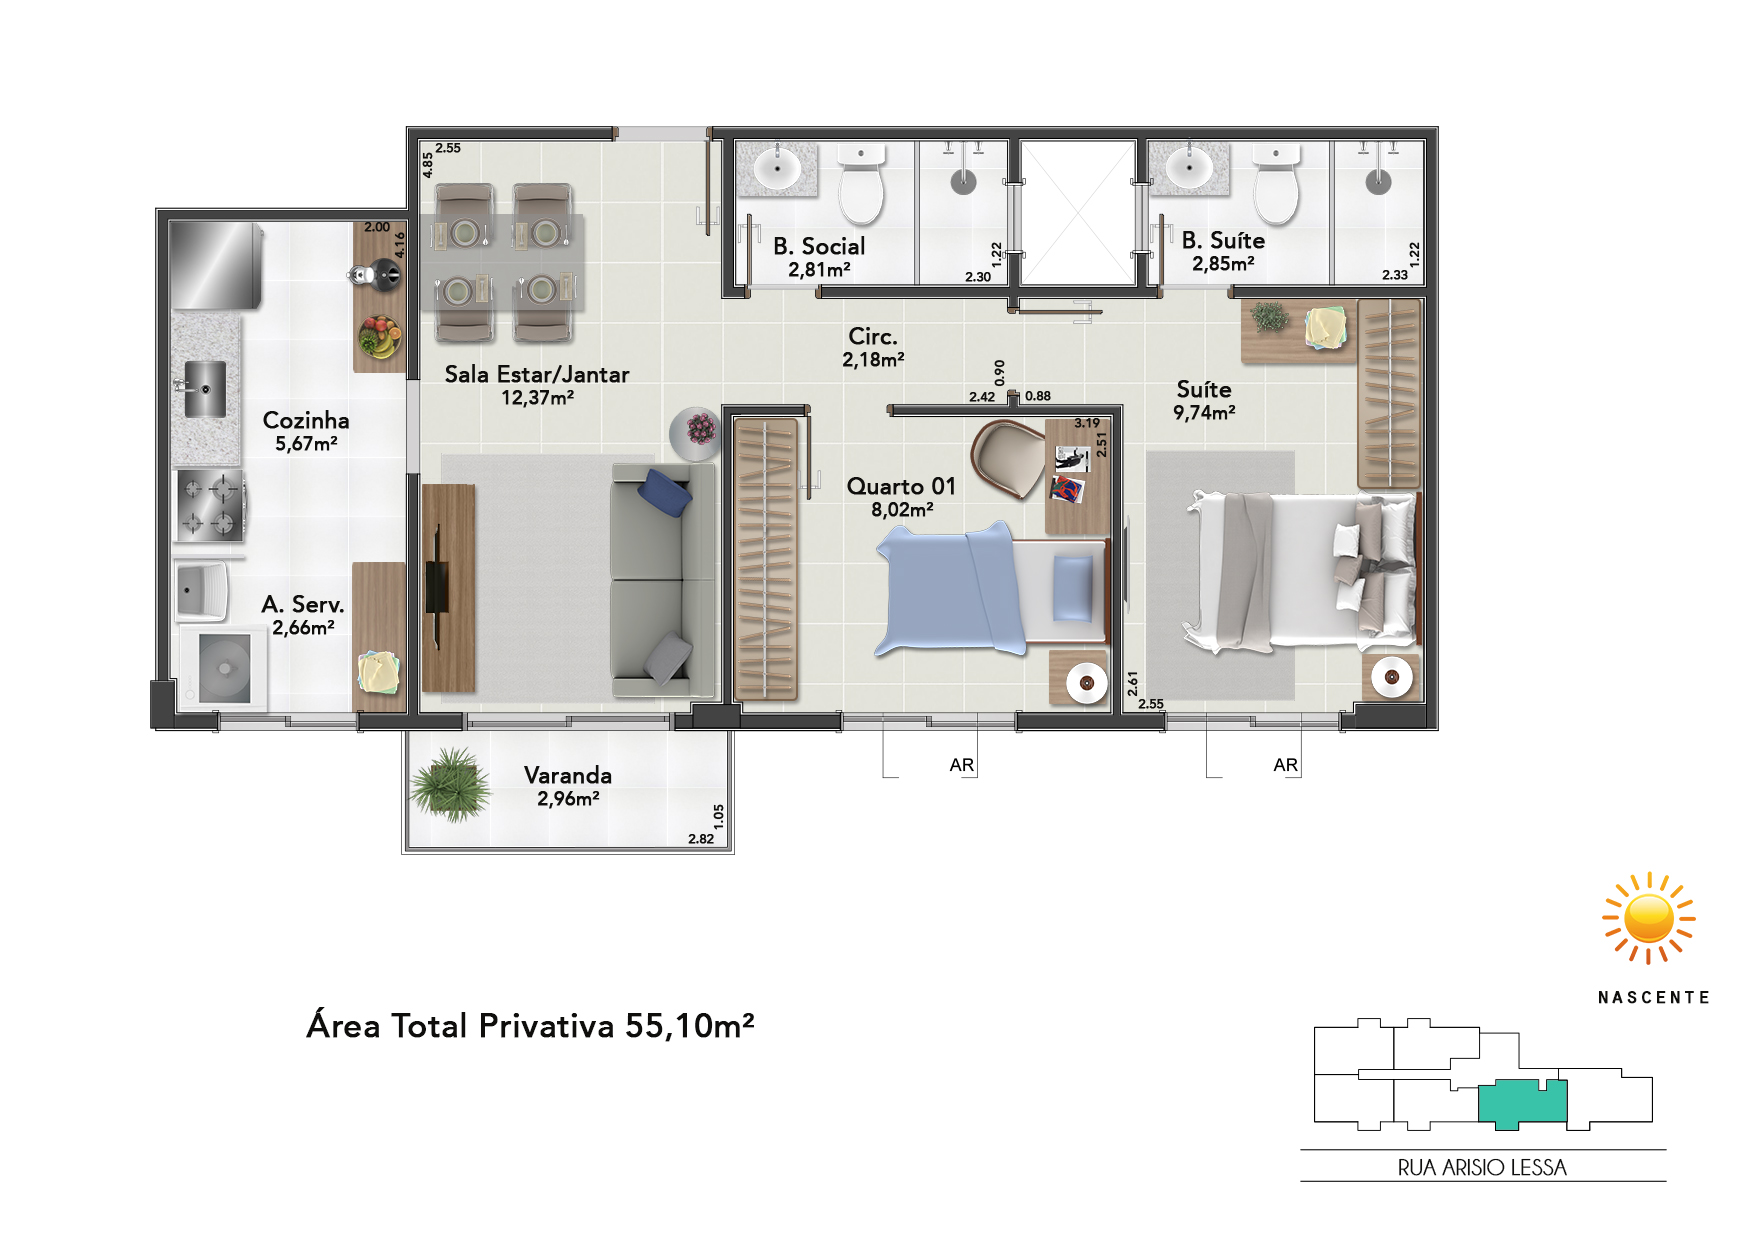 2.55
4.85
2.00
4.16
B. Social
2,81m²
1.22
2.30
B. Suíte
2,85m²
1.22
2.33
Circ.
2,18m²
Sala Estar/Jantar
12,37m²
0.90
2.42
0.88
Suíte
9,74m²
Cozinha
5,67m²
3.19
2.51
Quarto 01
8,02m²
A. Serv.
2,66m²
2.61
2.55
AR
AR
Varanda
2,96m²
1.05
2.82
NASCENTE
Área Total Privativa 55,10m²
RUA ARISIO LESSA